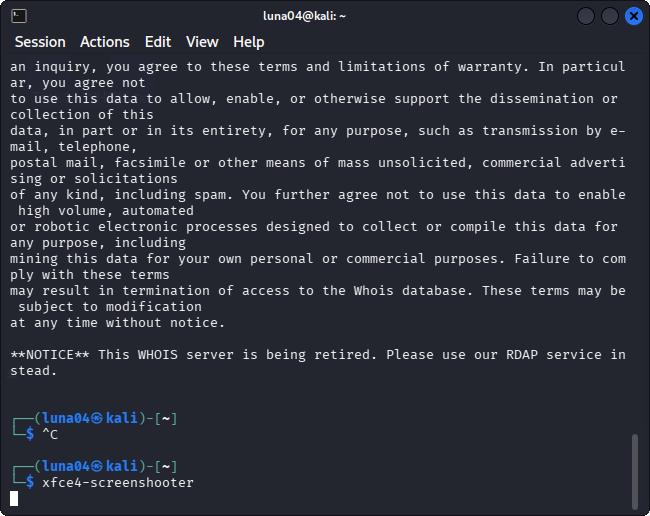 luna04@kali: ~
Session Actions Edit View Help
an inquiry, you agree to these terms and limitations of warranty. In particul
ar, you agree not
to use this data to allow, enable, or otherwise support the dissemination or
collection of this
data, in part or in its entirety, for any purpose, such as transmission by e-
mail, telephone,
postal mail, facsimile or other means of mass unsolicited, commercial adverti
sing or solicitations
of any kind, including spam. You further agree not to use this data to enable
 high volume, automated
or robotic electronic processes designed to collect or compile this data for
any purpose, including
mining this data for your own personal or commercial purposes. Failure to com
ply with these terms
may result in termination of access to the Whois database. These terms may be
 subject to modification
at any time without notice.
**NOTICE** This WHOIS server is being retired. Please use our RDAP service in
stead.
┌──(luna04㉿kali)-[~]
└─$ ^C
┌──(luna04㉿kali)-[~]
└─$ xfce4-screenshooter